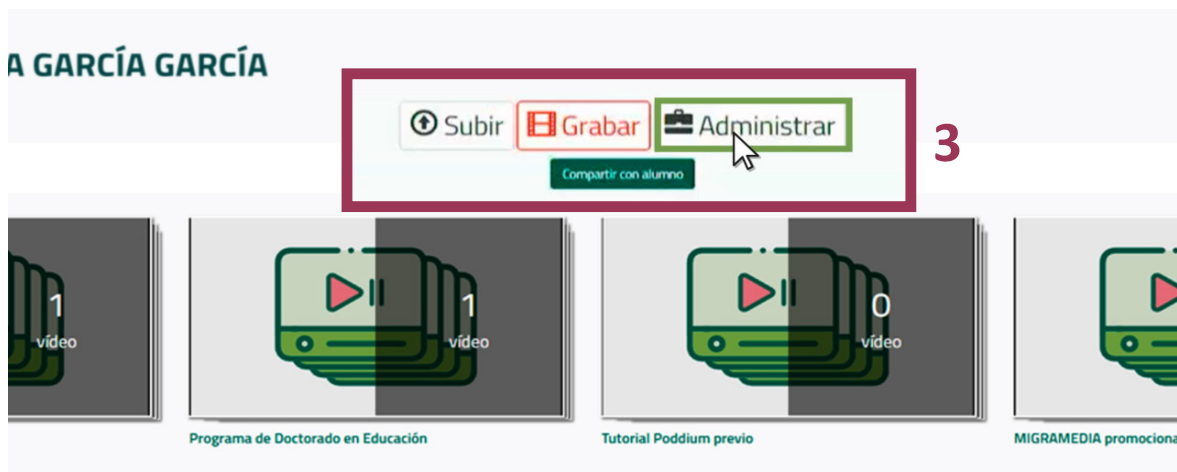 A GARCÍA GARCÍA
Subir Grabar Administrar
3
Compartir con alumno
1
vídeo
1
vídeo
0
vídeo
Programa de Doctorado en Educación
Tutorial Poddium previo
MIGRAMEDIA promociona